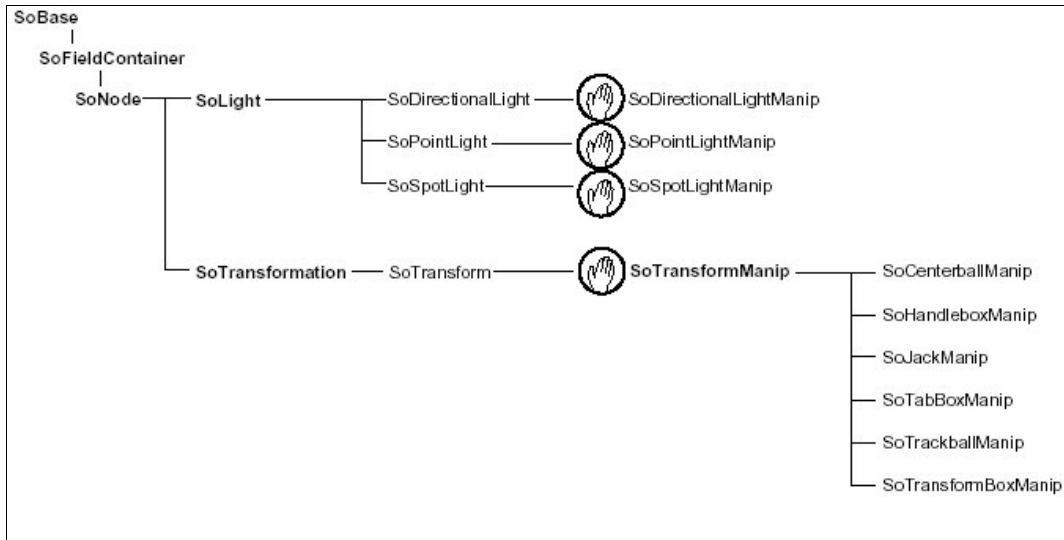 SoBase
SoFieldContainer
SoNode SoLight SoDirectionalLight SoDirectionalLightManip
SoPointLight SoPointLightManip
SoSpotLight SoSpotLightManip
SoTransformation SoTransform SoTransformManip SoCenterballManip
SoHandleboxManip
SoJackManip
SoTabBoxManip
SoTrackballManip
SoTransformBoxManip